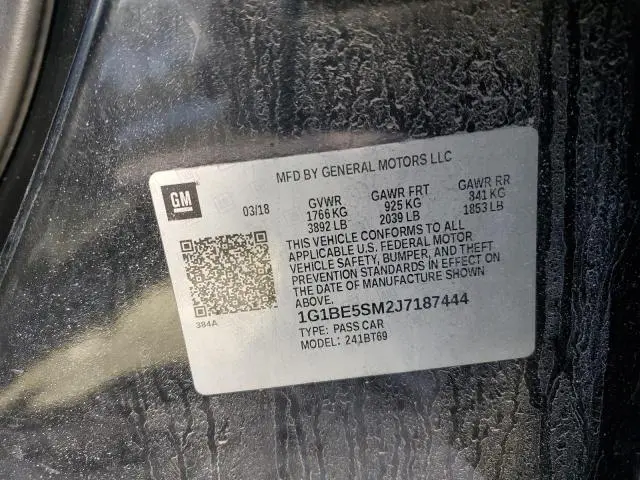 MFD BY GENERAL MOTORS LLC
GM
03/18 GVWR GAWR FRT GAWR RR
1766 KG 925 KG 841 KG
3892 LB 2039 LB 1853 LB
THIS VEHICLE CONFORMS TO ALL
APPLICABLE U.S. FEDERAL MOTOR
VEHICLE SAFETY, BUMPER, AND THEFT
PREVENTION STANDARDS IN EFFECT ON
THE DATE OF MANUFACTURE SHOWN
ABOVE.
384A
1G1BE5SM2J7187444
TYPE: PASS CAR
MODEL: 241BT69